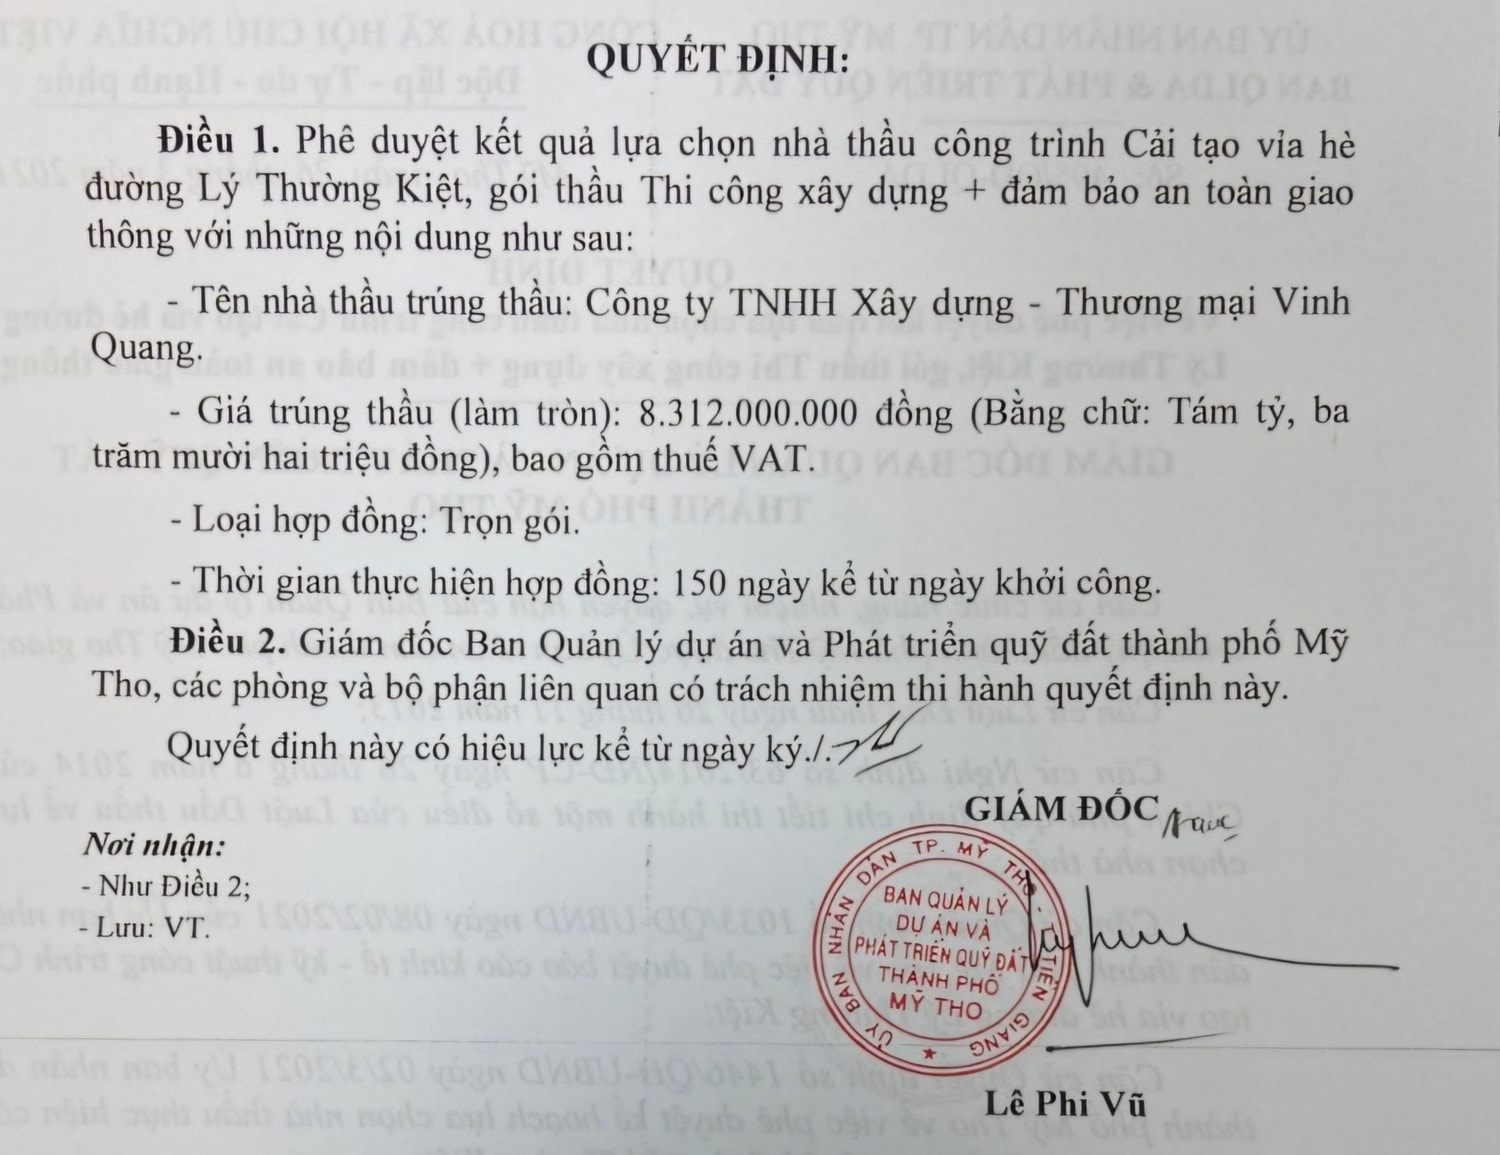 QUYẾT ĐỊNH:
Điều 1. Phê duyệt kết quả lựa chọn nhà thầu công trình Cải tạo vỉa hè
đường Lý Thường Kiệt, gói thầu Thi công xây dựng + đảm bảo an toàn giao
thông với những nội dung như sau:
- Tên nhà thầu trúng thầu: Công ty TNHH Xây dựng - Thương mại Vinh
Quang.
- Giá trúng thầu (làm tròn): 8.312.000.000 đồng (Bằng chữ: Tám tỷ, ba
trăm mười hai triệu đồng), bao gồm thuế VAT.
- Loại hợp đồng: Trọn gói.
- Thời gian thực hiện hợp đồng: 150 ngày kể từ ngày khởi công.
Điều 2. Giám đốc Ban Quản lý dự án và Phát triển quỹ đất thành phố Mỹ
Tho, các phòng và bộ phận liên quan có trách nhiệm thi hành quyết định này.
Quyết định này có hiệu lực kể từ ngày ký./.
GIÁM ĐỐC
Nơi nhận:
- Như Điều 2;
- Lưu: VT.
ỦY BAN NHÂN DÂN TP. MỸ THO - T. TIỀN GIANG
BAN QUẢN LÝ
DỰ ÁN VÀ
PHÁT TRIỂN QUỸ ĐẤT
THÀNH PHỐ
MỸ THO
Lê Phi Vũ